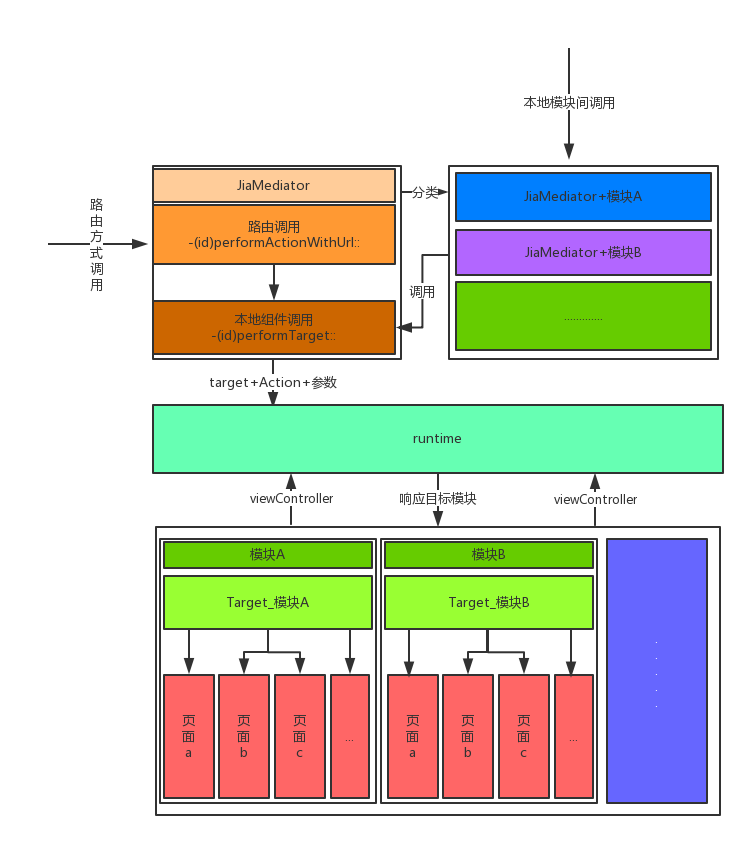 本地模块间调用
JiaMediator
分类
JiaMediator+模块A
路由方式调用
路由调用
-(id)performActionWithUrl::
JiaMediator+模块B
调用
本地组件调用
-(id)performTarget::
.............
target+Action+参数
runtime
viewController
响应目标模块
viewController
模块A
模块B
Target_模块A
Target_模块B
页面a
页面b
页面c
...
页面a
页面b
页面c
...
.
.
.
.
.